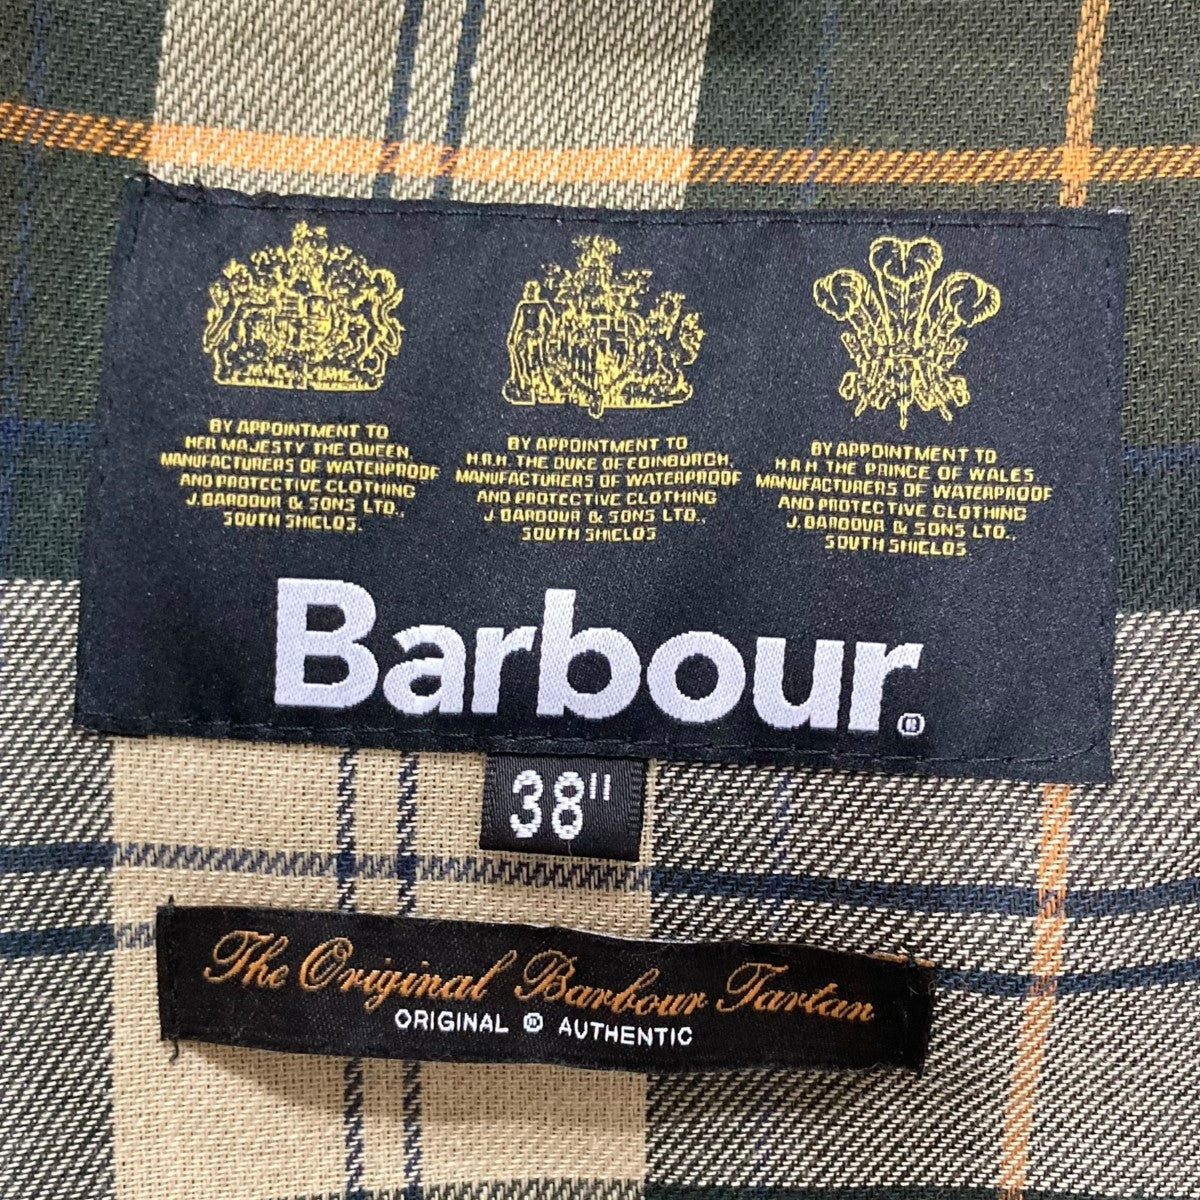 BY APPOINTMENT TO
HER MAJESTY THE QUEEN
MANUFACTURERS OF WATERPROOF
AND PROTECTIVE CLOTHING
J. BARBOUR & SONS LTD.,
SOUTH SHIELDS.
BY APPOINTMENT TO
H.R.H. THE DUKE OF EDINBURGH,
MANUFACTURERS OF WATERPROOF
AND PROTECTIVE CLOTHING
J. BARBOUR & SONS LTD.,
SOUTH SHIELDS
BY APPOINTMENT TO
H.R.H THE PRINCE OF WALES
MANUFACTURERS OF WATERPROOF
AND PROTECTIVE CLOTHING
J. BARBOUR & SONS LTD.,
SOUTH SHIELDS.
Barbour®
38"
The Original Barbour Tartan
ORIGINAL ® AUTHENTIC